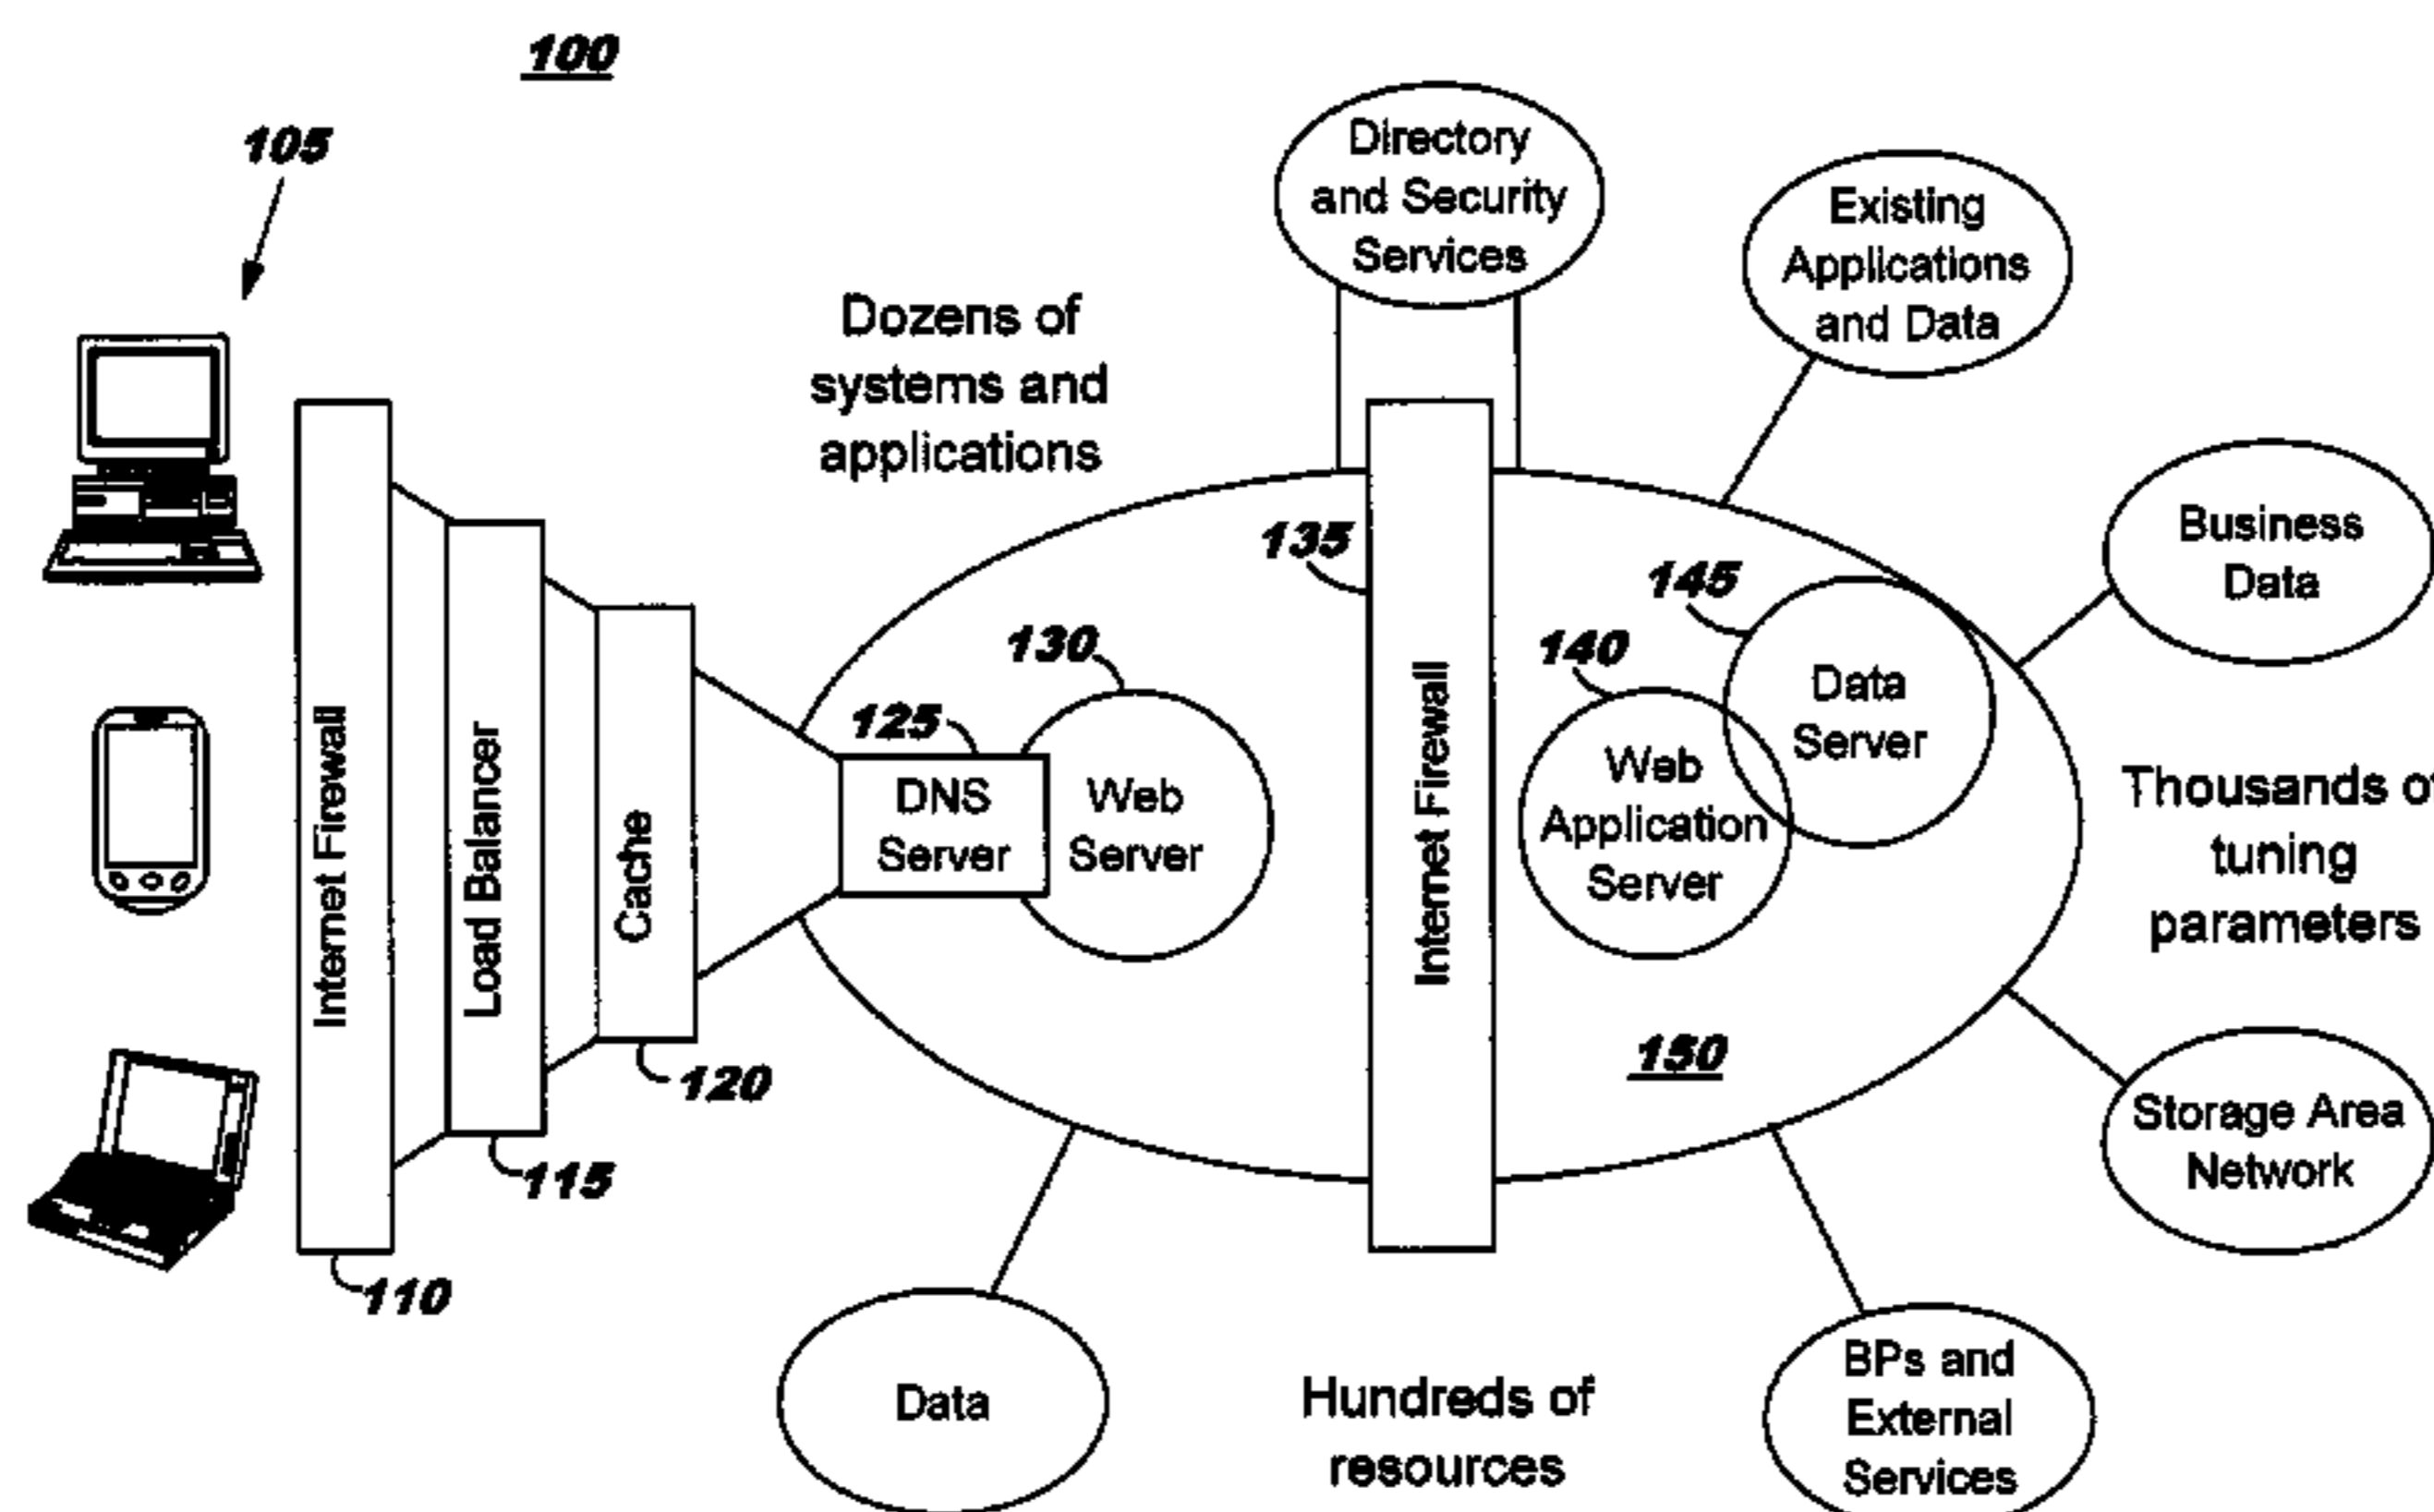 100
105
Directory
and Security
Services
Existing
Applications
and Data
Dozens of
systems and
applications
Business
Data
135
145
130
140
Data
Server
125
DNS
Server
Web
Server
Web
Application
Server
Internet Firewall
Load Balancer
Cache
Internet Firewall
Thousands of
tuning
parameters
150
120
115
110
Storage Area
Network
Data
Hundreds of
resources
BPs and
External
Services